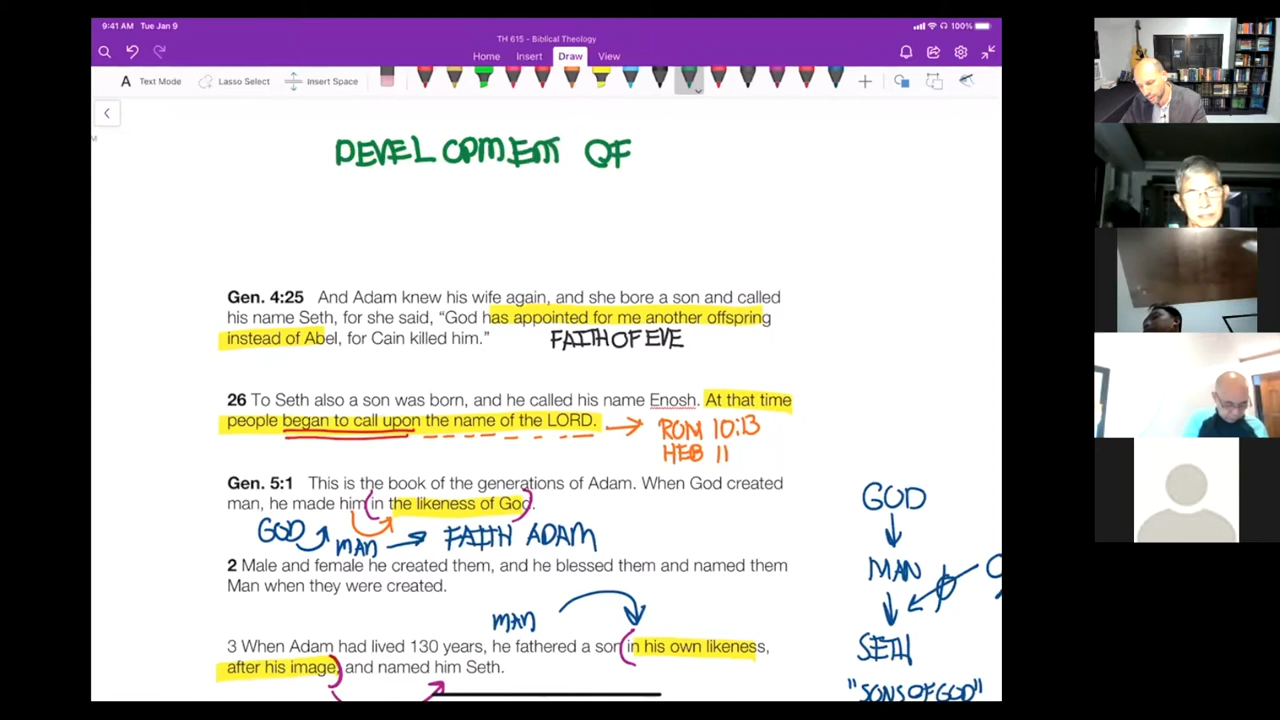 9:41 AM Tue Jan 9
100%
TH 615 - Biblical Theology
Home Insert Draw View
Text Mode Lasso Select Insert Space
DEVELOPMENT OF
Gen. 4:25 And Adam knew his wife again, and she bore a son and called
his name Seth, for she said, “God has appointed for me another offspring
instead of Abel, for Cain killed him.”
FAITH OF EVE
26 To Seth also a son was born, and he called his name Enosh. At that time
people began to call upon the name of the LORD.
ROM 10:13
HEB 11
Gen. 5:1 This is the book of the generations of Adam. When God created
man, he made him in the likeness of God.
GOD MAN FAITH ADAM
2 Male and female he created them, and he blessed them and named them
Man when they were created.
MAN
3 When Adam had lived 130 years, he fathered a son in his own likeness,
after his image, and named him Seth.
GOD
MAN
SETH
"SONS OF GOD"